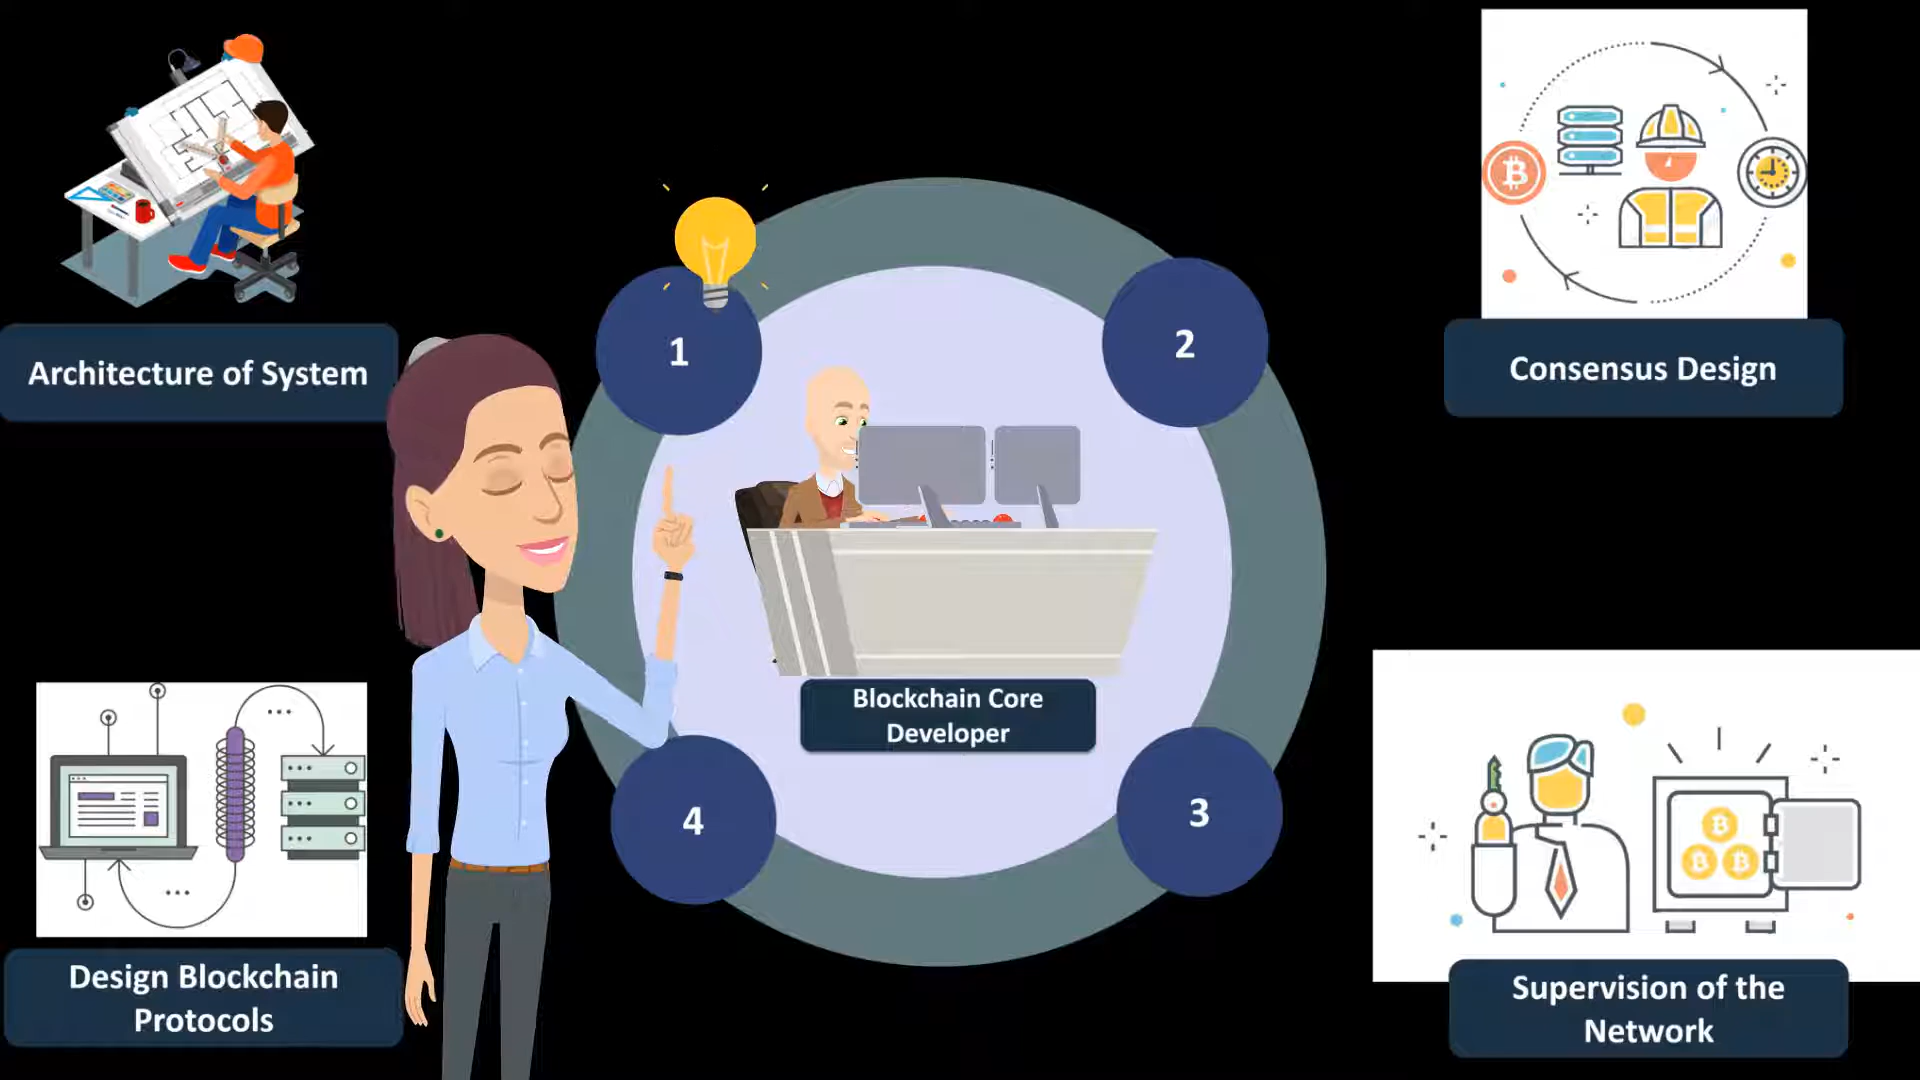 Architecture of System
1
2
Consensus Design
Blockchain Core
Developer
4
3
Design Blockchain
Protocols
Supervision of the
Network